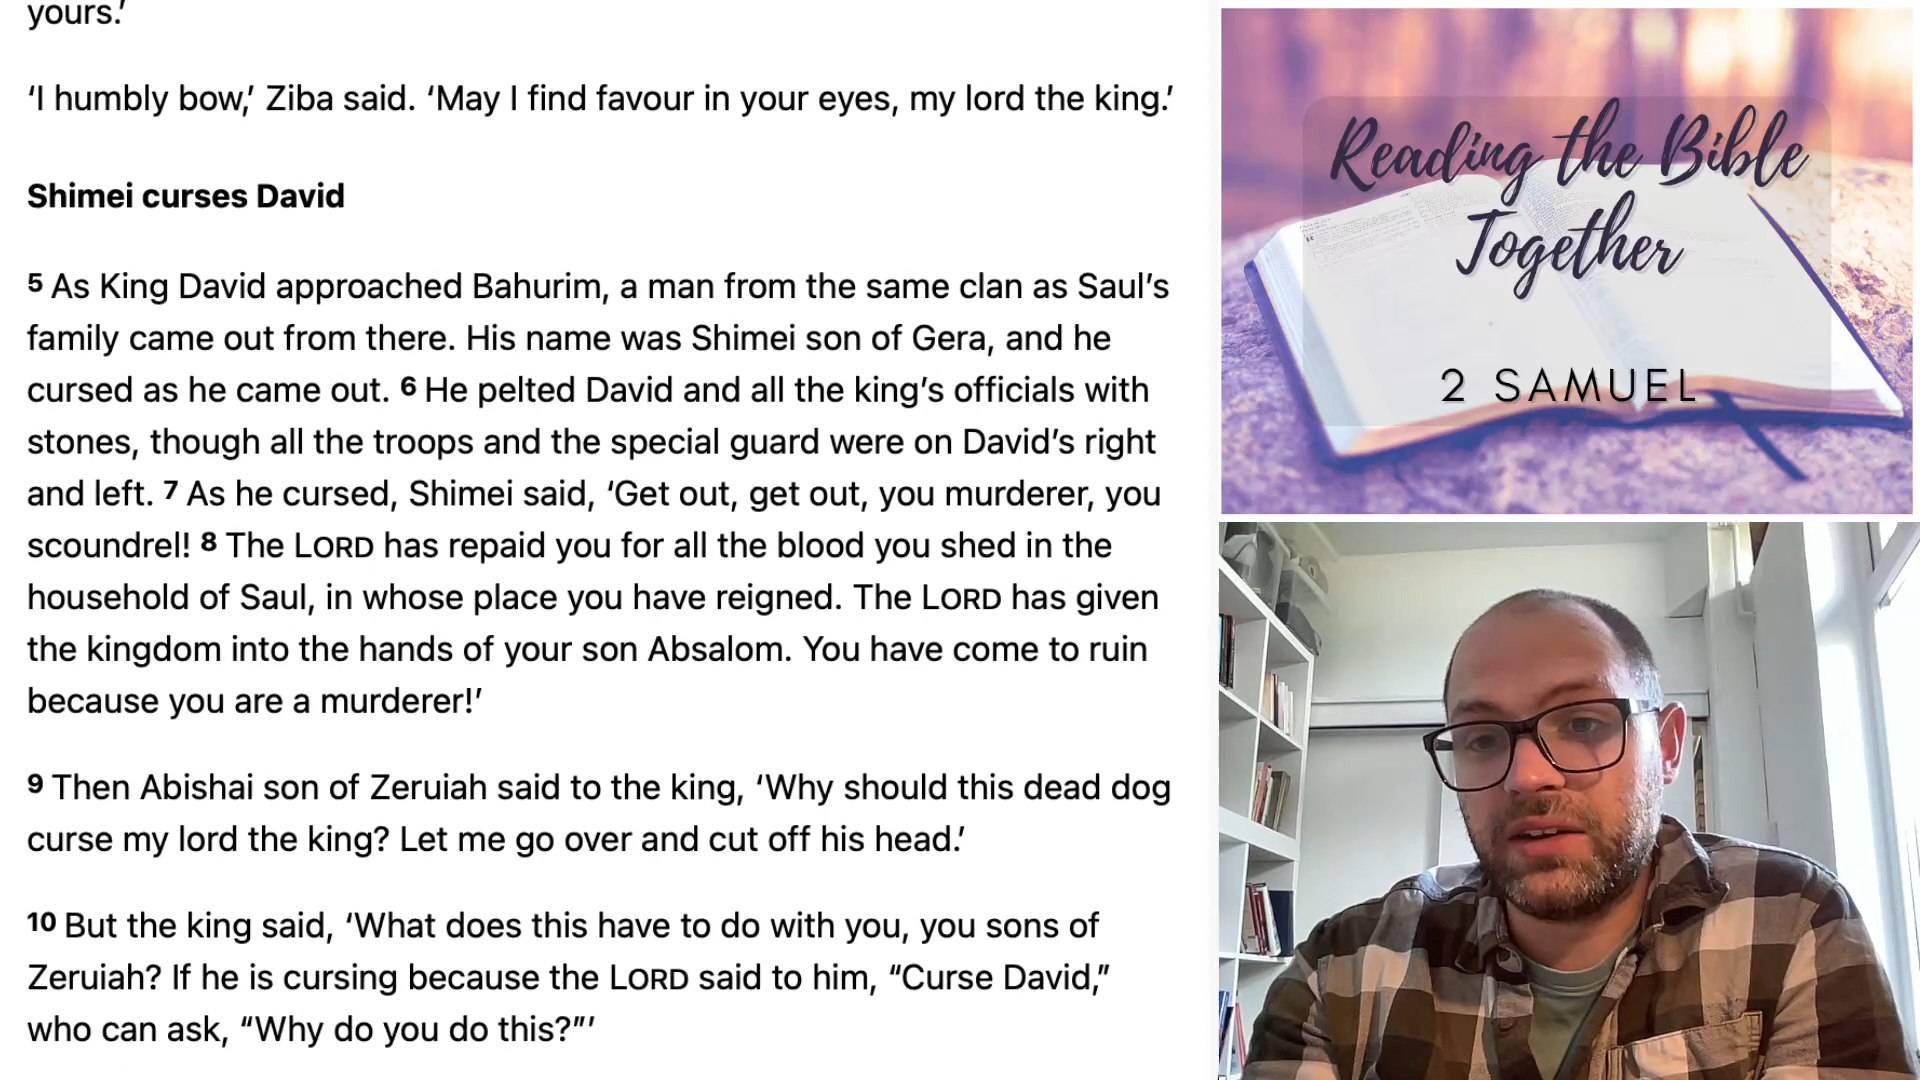 yours.’
‘I humbly bow,’ Ziba said. ‘May I find favour in your eyes, my lord the king.’
Shimei curses David
5 As King David approached Bahurim, a man from the same clan as Saul’s
family came out from there. His name was Shimei son of Gera, and he
cursed as he came out. 6 He pelted David and all the king’s officials with
stones, though all the troops and the special guard were on David’s right
and left. 7 As he cursed, Shimei said, ‘Get out, get out, you murderer, you
scoundrel! 8 The LORD has repaid you for all the blood you shed in the
household of Saul, in whose place you have reigned. The LORD has given
the kingdom into the hands of your son Absalom. You have come to ruin
because you are a murderer!’
9 Then Abishai son of Zeruiah said to the king, ‘Why should this dead dog
curse my lord the king? Let me go over and cut off his head.’
10 But the king said, ‘What does this have to do with you, you sons of
Zeruiah? If he is cursing because the LORD said to him, “Curse David,”
who can ask, “Why do you do this?”’
Reading the Bible
Together
2 SAMUEL